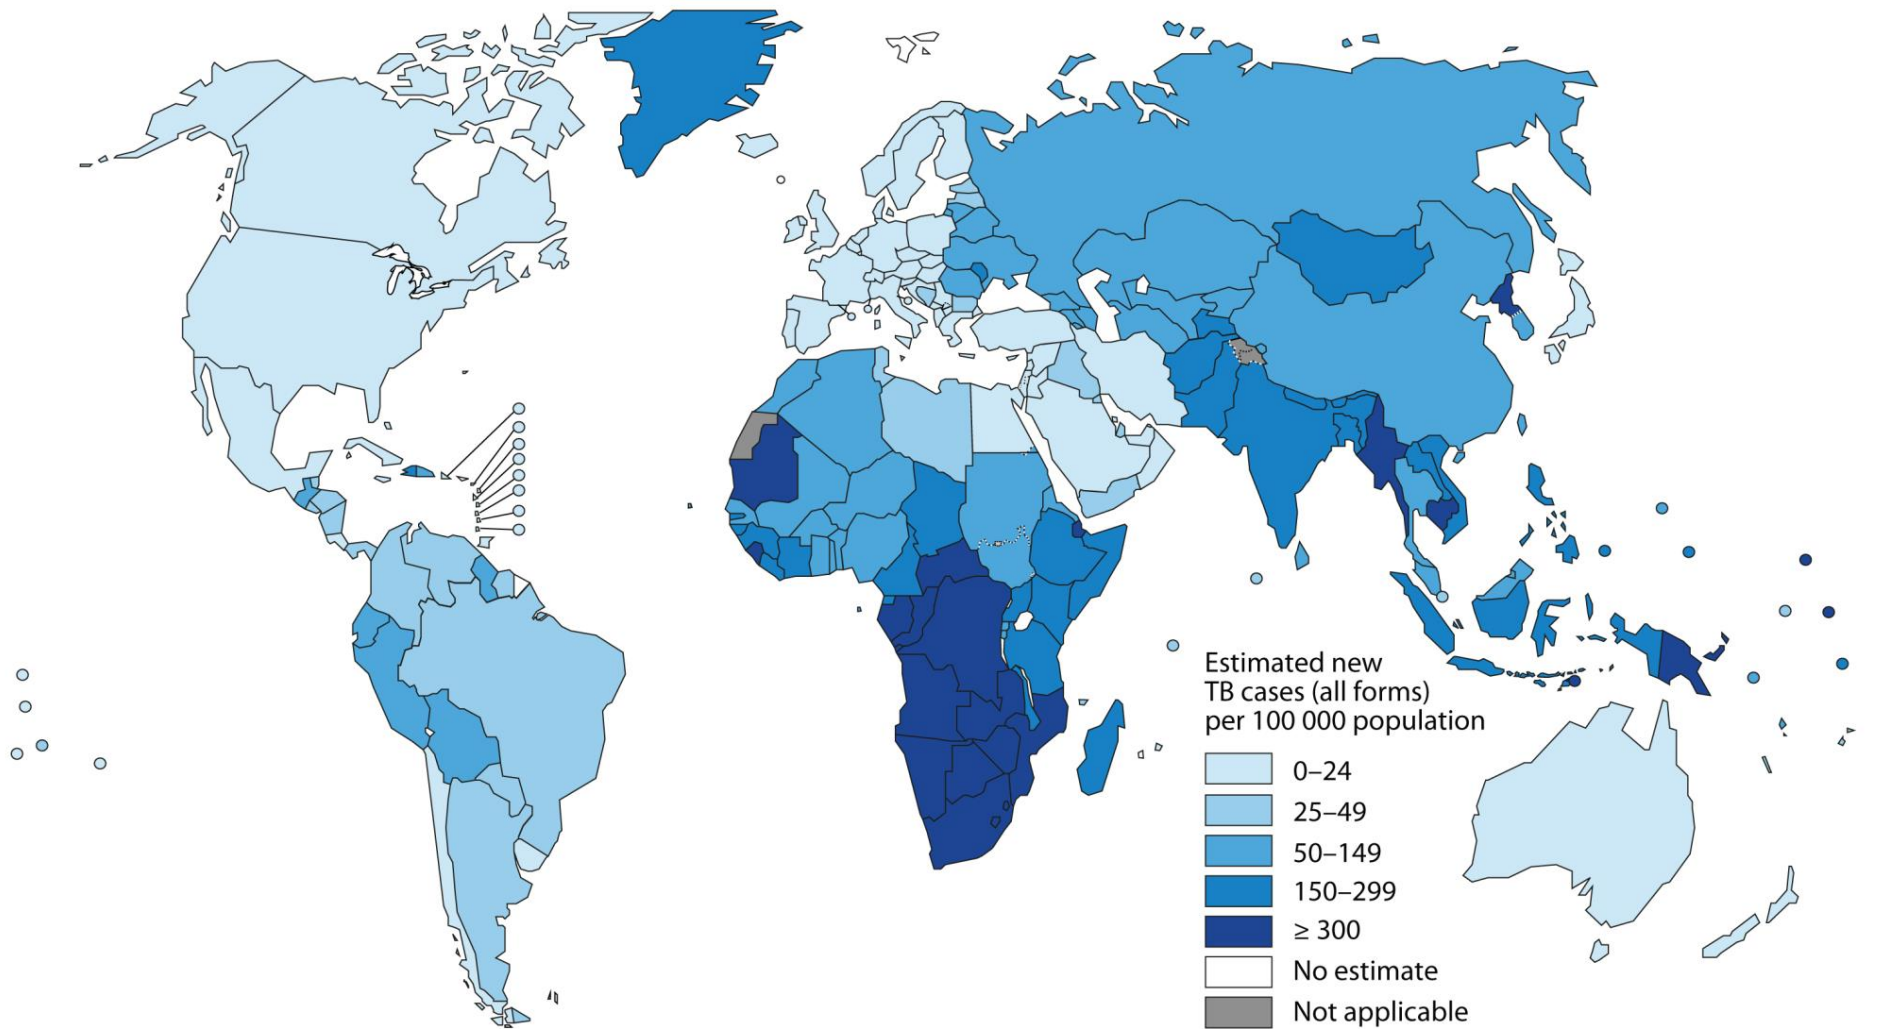 Estimated new
TB cases (all forms)
per 100 000 population
0–24
25–49
50–149
150–299
≥ 300
No estimate
Not applicable